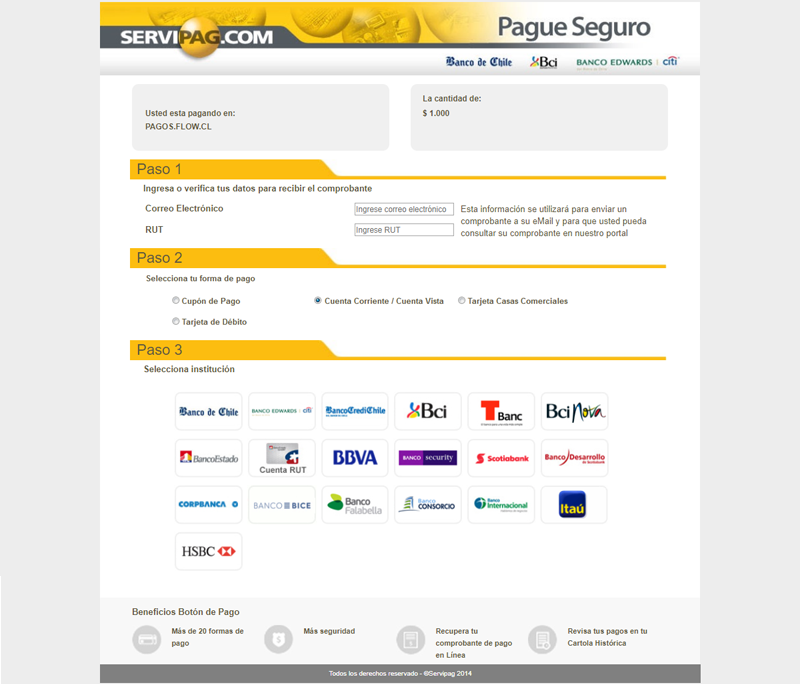 SERVIPAG.COM
Pague Seguro
Banco de Chile
Bci
BANCO EDWARDS | citi
Usted esta pagando en:
PAGOS.FLOW.CL
La cantidad de:
$ 1.000
Paso 1
Ingresa o verifica tus datos para recibir el comprobante
Correo Electrónico
Ingrese correo electrónico
RUT
Ingrese RUT
Esta información se utilizará para enviar un
comprobante a su eMail y para que usted pueda
consultar su comprobante en nuestro portal
Paso 2
Selecciona tu forma de pago
Cupón de Pago
Cuenta Corriente / Cuenta Vista
Tarjeta Casas Comerciales
Tarjeta de Débito
Paso 3
Selecciona institución
Banco de Chile
BANCO EDWARDS | citi
BancoCrediChile
Bci
TBanc
Bci Nova
BancoEstado
Cuenta RUT
BBVA
BANCO security
Scotiabank
BancoDesarrollo
de Scotiabank
CORPBANCA
BANCO BICE
Banco
Falabella
Banco
CONSORCIO
Banco
Internacional
Itaú
HSBC
Beneficios Botón de Pago
Más de 20 formas de
pago
Más seguridad
Recupera tu
comprobante de pago
en Línea
Revisa tus pagos en tu
Cartola Histórica
Todos los derechos reservado - ©Servipag 2014